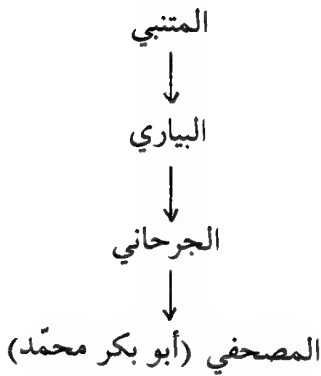 المتنبي
البياري
الجرحاني
المصحفي (أبو بكر محمّد)